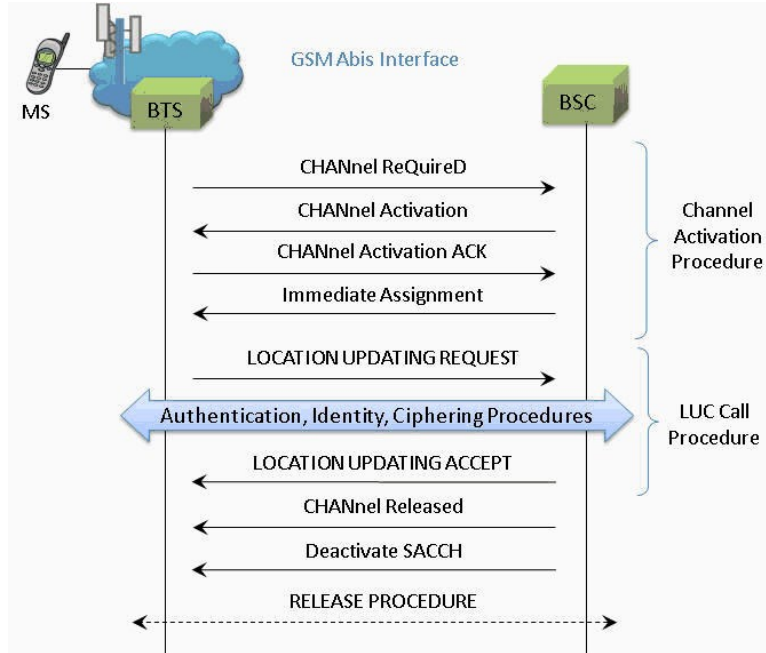 GSM Abis Interface
MS
BTS
BSC
CHANnel ReQuireD
CHANnel Activation
CHANnel Activation ACK
Immediate Assignment
Channel
Activation
Procedure
LOCATION UPDATING REQUEST
Authentication, Identity, Ciphering Procedures
LOCATION UPDATING ACCEPT
LUC Call
Procedure
CHANnel Released
Deactivate SACCH
RELEASE PROCEDURE